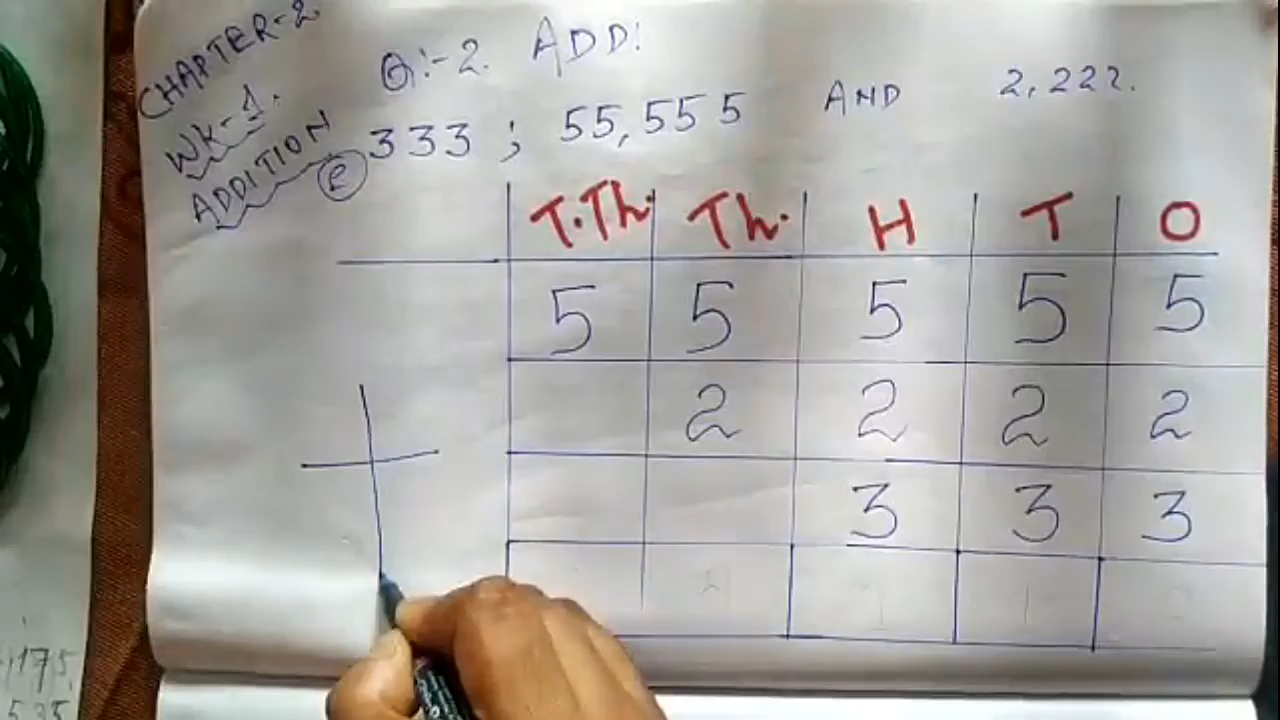 CHAPTER-2
WK-1.
ADDITION
Q:-2. ADD:
(e) 333 ; 55,555 AND 2,222.
T.Th. Th. H T O
5 5 5 5 5
2 2 2 2
+ 3 3 3